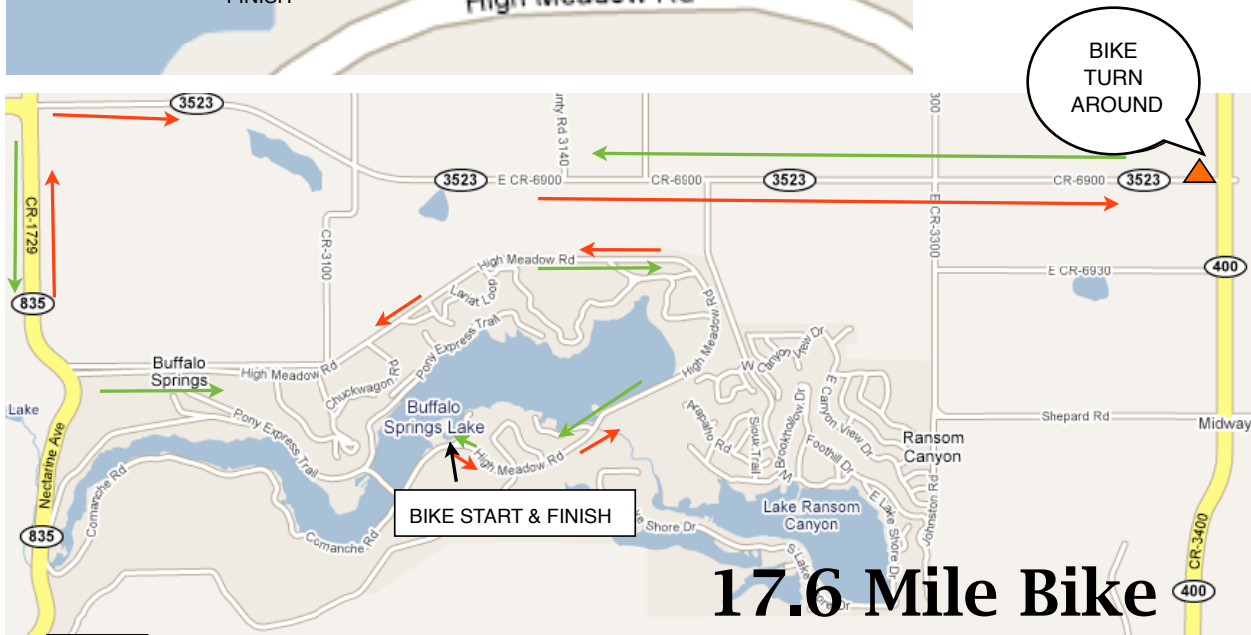 FINISH
High Meadow Rd
BIKE
TURN
AROUND
3523
3523
E CR-6900
CR-6900
3523
CR-6900
3523
CR-1729
CR-3100
E CR-3300
300
High Meadow Rd
E CR-6930
400
835
Lariat Loop
Pony Express Trail
High Meadow Rd
W Canyon View Dr
Buffalo
Springs
High Meadow Rd
Chuckwagon Rd
E Canyon View Dr
Lake
Buffalo
Springs Lake
Pony Express Trail
Arapaho Rd
Sioux Trail
W Brookhollow Dr
Foothill Dr
Shepard Rd
Midway
Ransom
Canyon
Nectarine Ave
High Meadow Rd
Comanche Rd
BIKE START & FINISH
Lake Ransom
Canyon
E Lake Shore Dr
Johnston Rd
835
Comanche Rd
Shore Dr
CR-3400
S Lake Shore Dr
17.6 Mile Bike
400